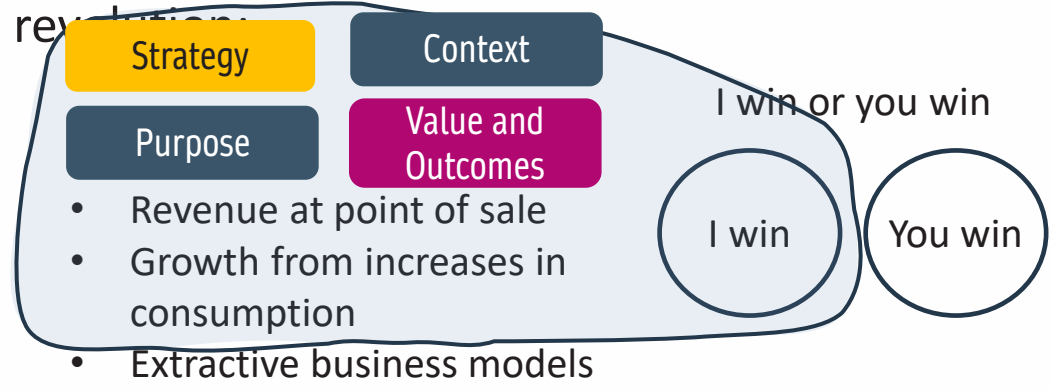 revolution:
Strategy
Context
I win or you win
Purpose
Value and
Outcomes
• Revenue at point of sale
I win
You win
• Growth from increases in
consumption
• Extractive business models